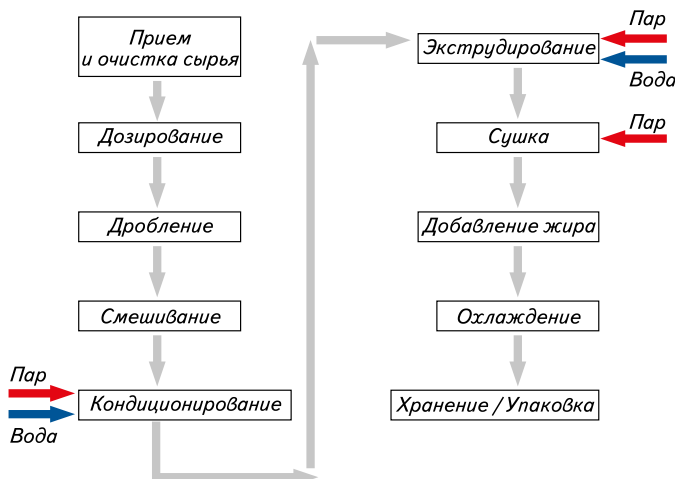 Прием
и очистка сырья
Дозирование
Дробление
Смешивание
Пар
Кондиционирование
Вода
Экструдирование
Пар
Вода
Сушка
Пар
Добавление жира
Охлаждение
Хранение / Упаковка